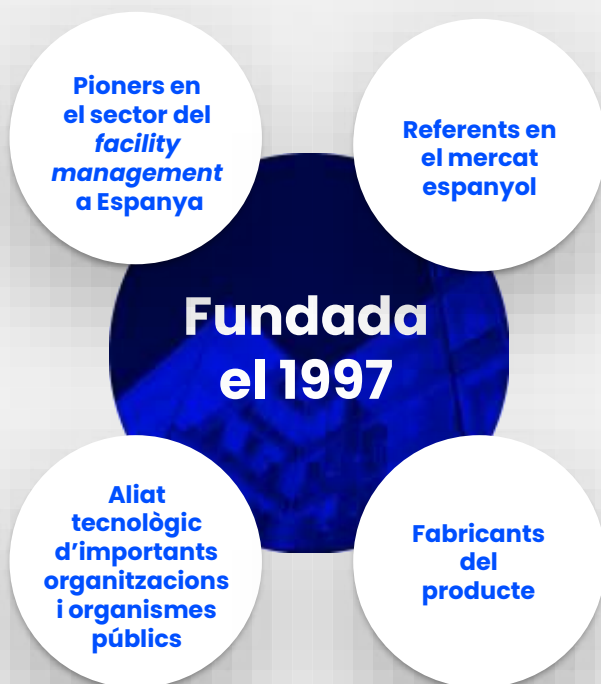 Pioners en
el sector del
facility
management
a Espanya
Referents en
el mercat
espanyol
Fundada
el 1997
Aliat
tecnològic
d’importants
organitzacions
i organismes
públics
Fabricants
del
producte